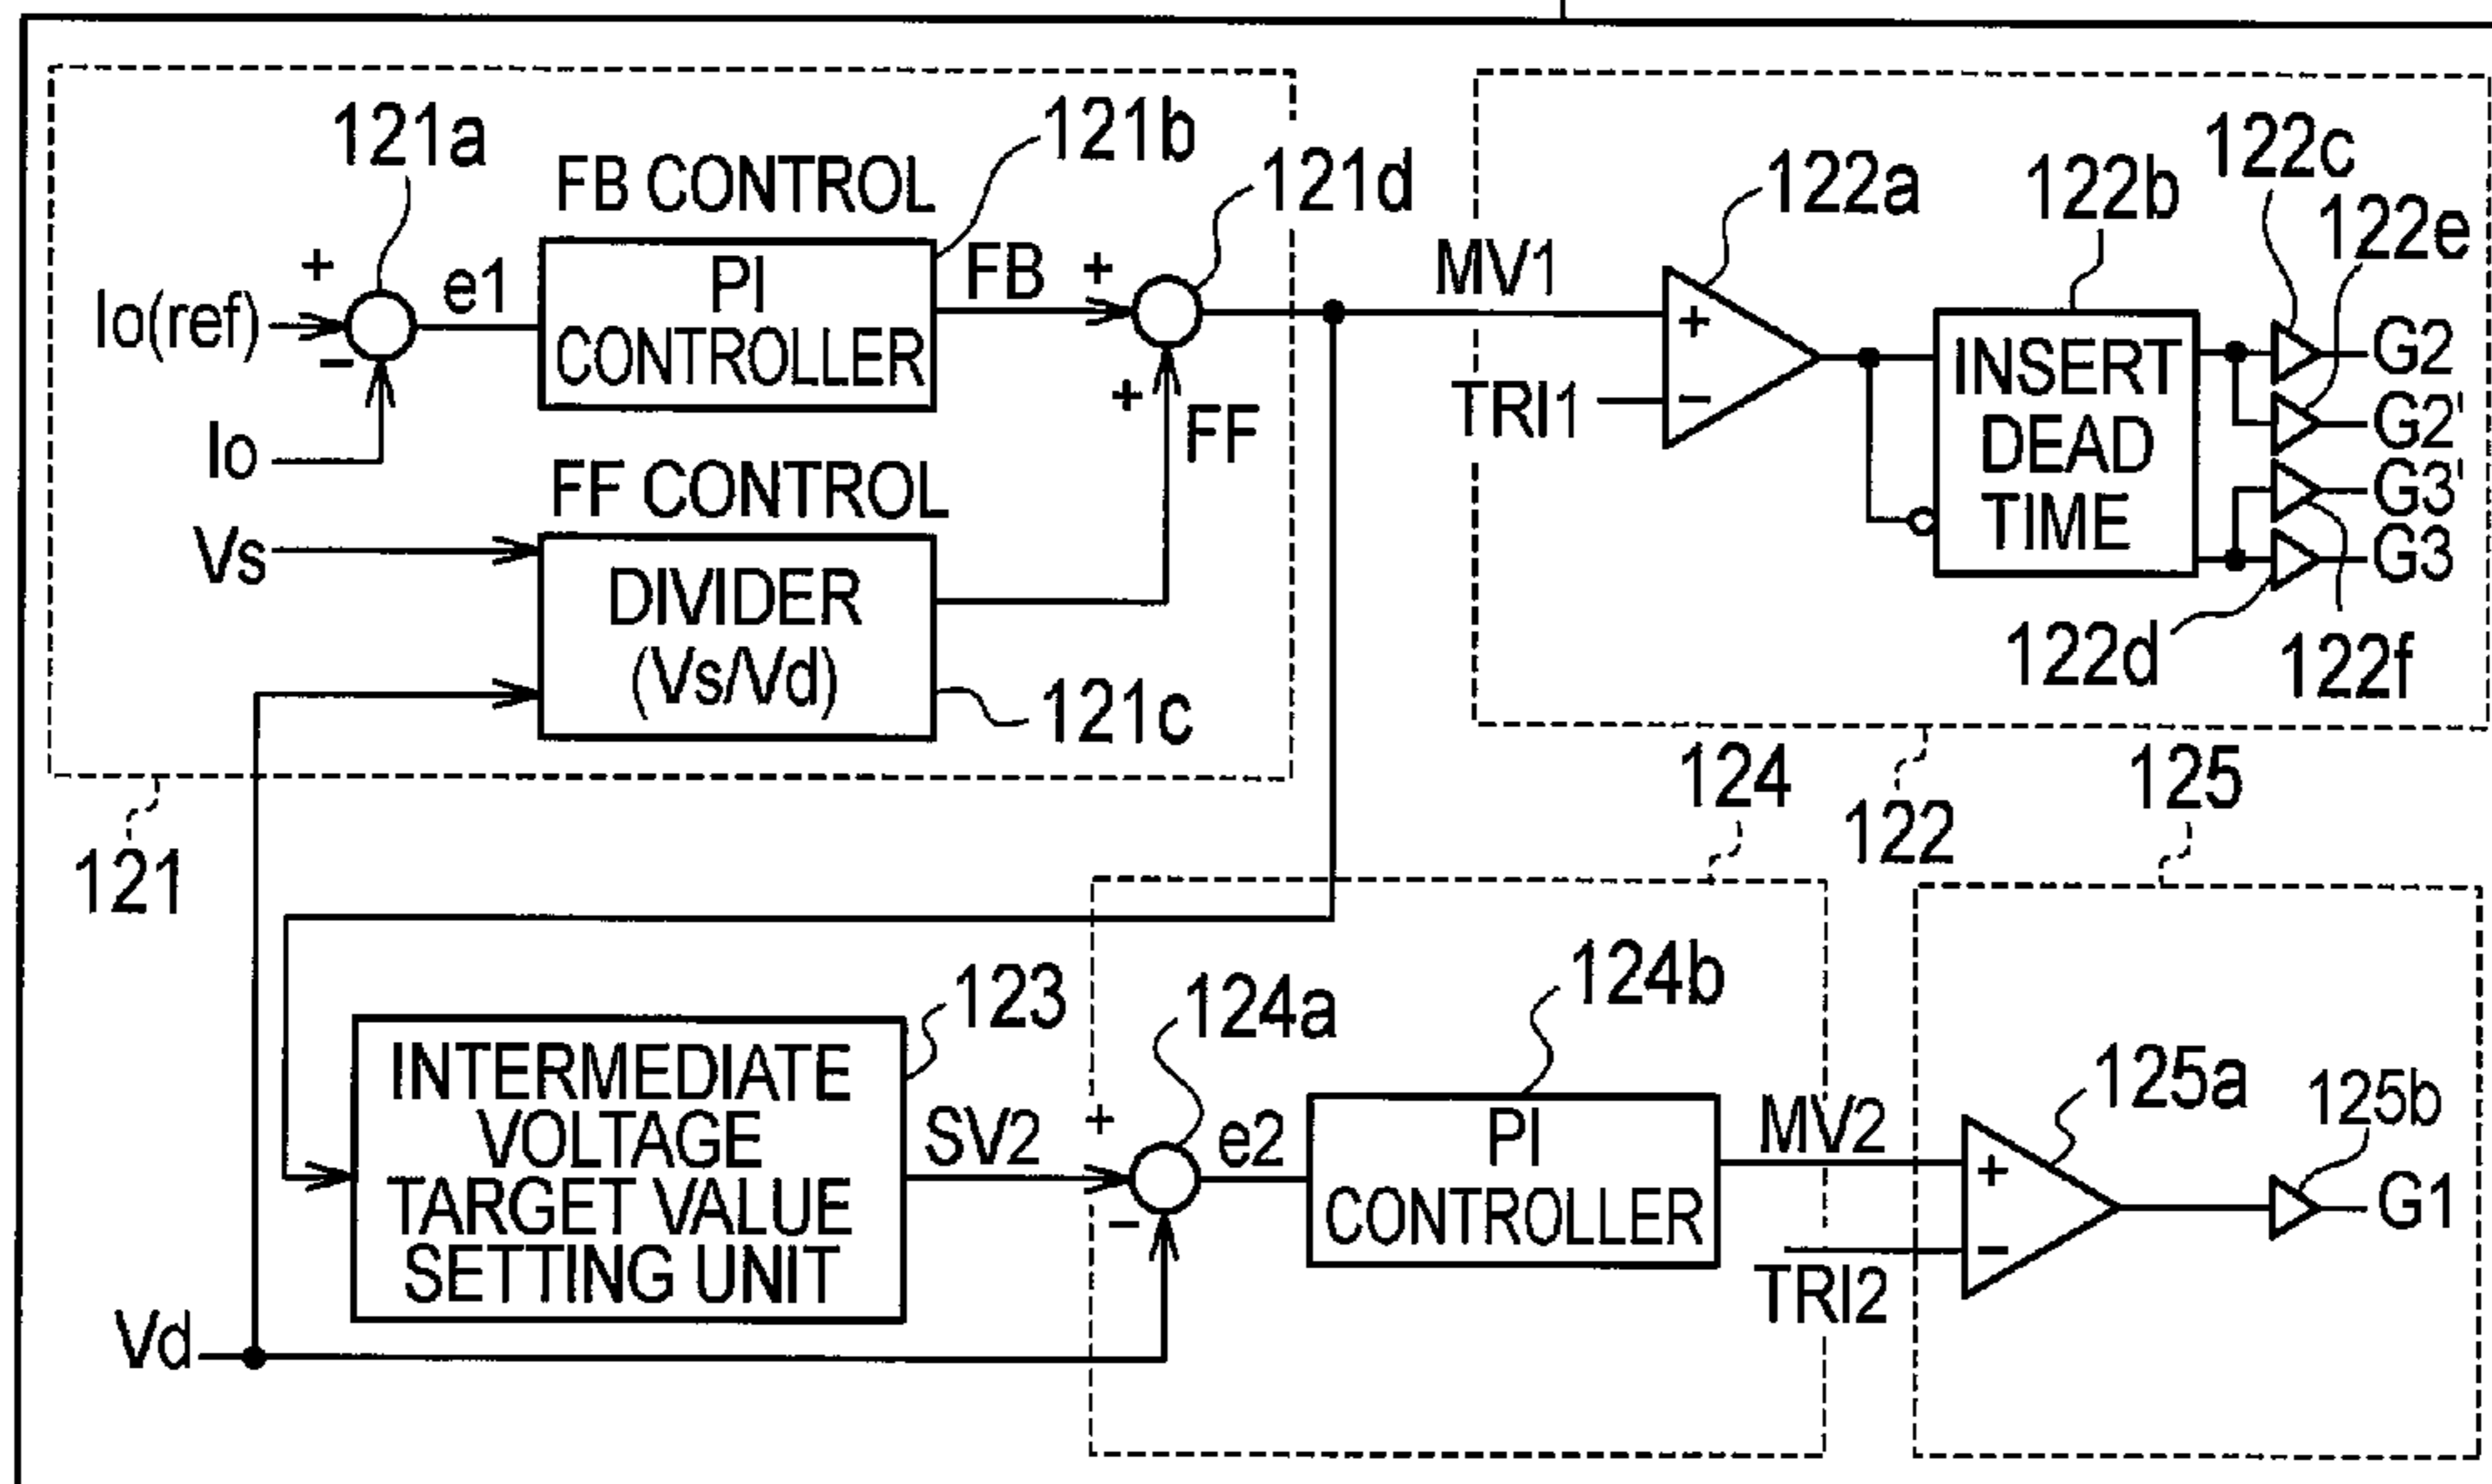 121a
FB CONTROL
121b
121d
122a
122b
122c
122e
+
Io(ref)
−
e1
PI
CONTROLLER
FB
+
+
FF
Io
MV1
TRI1
+
−
INSERT
DEAD
TIME
G2
G2'
G3'
G3
122d
122f
FF CONTROL
Vs
DIVIDER
(Vs/Vd)
121c
121
124
122
125
123
INTERMEDIATE
VOLTAGE
TARGET VALUE
SETTING UNIT
SV2
124a
+
−
e2
124b
PI
CONTROLLER
MV2
TRI2
125a
+
−
125b
G1
Vd